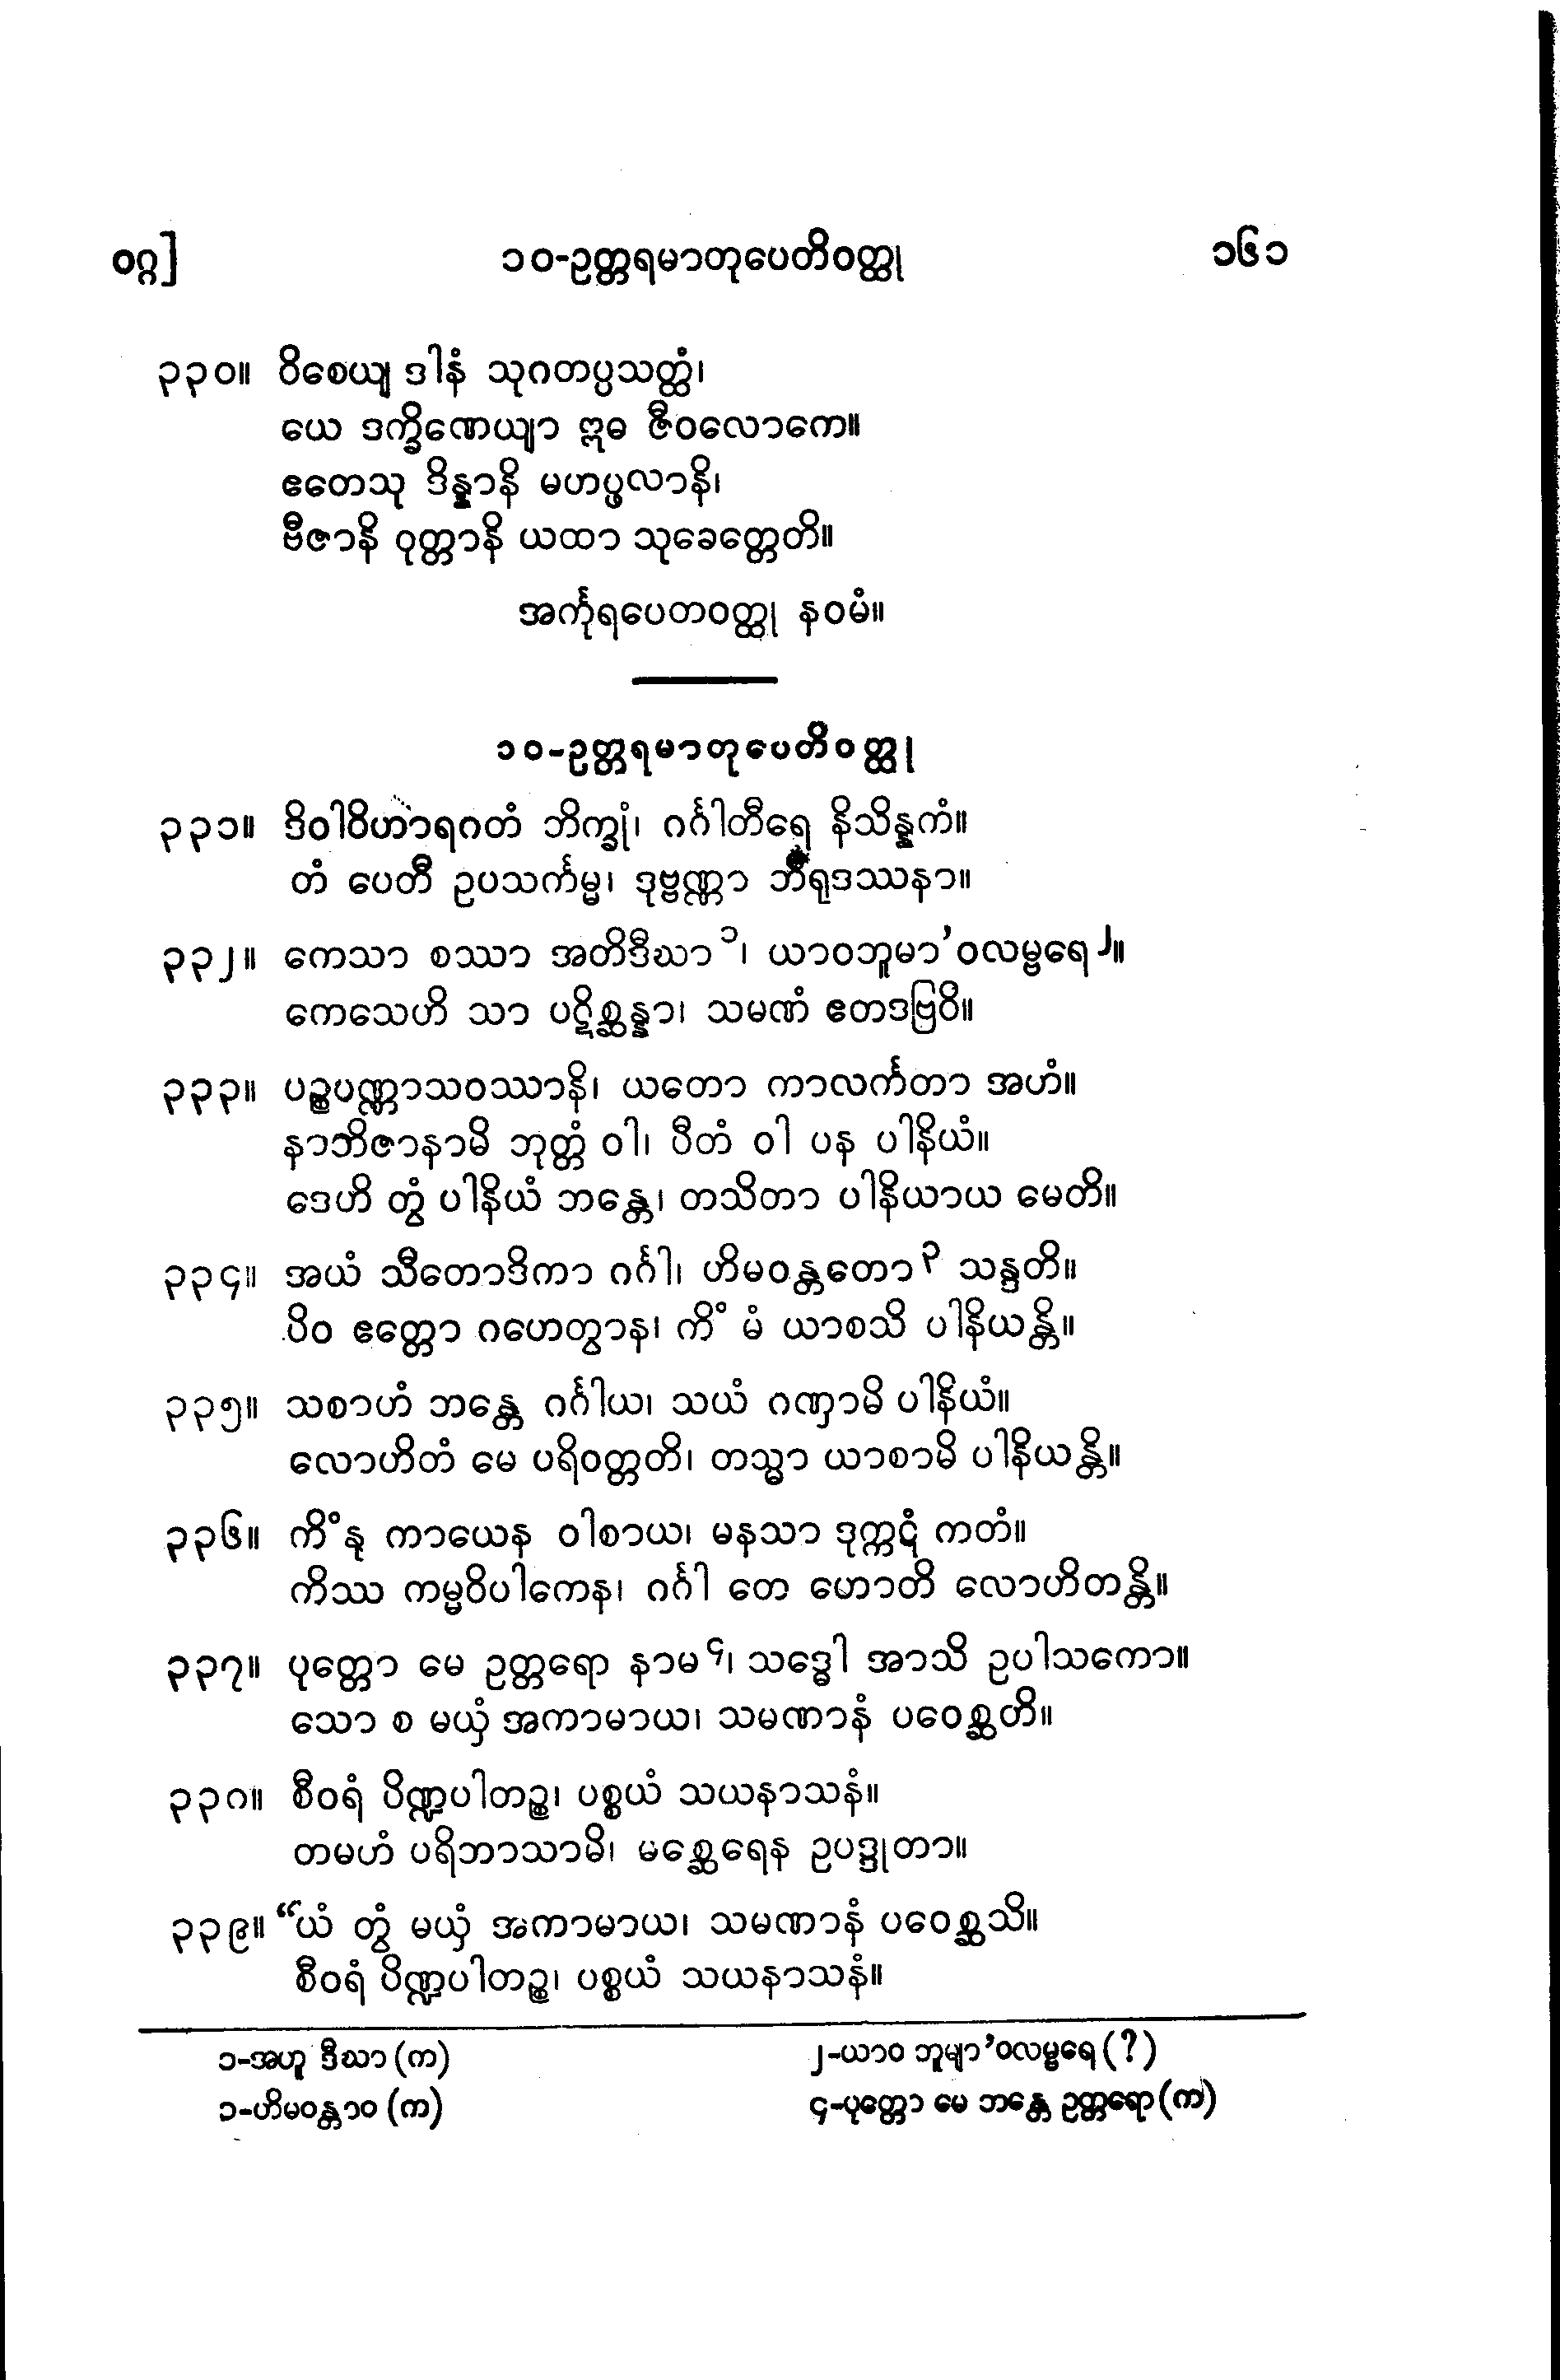 ဝဂ္ဂ] ၁၀-ဥတ္တရမာတုပေတိဝတ္ထု ၁၆၁
၃၃၀။ ဝိစေယျ ဒါနံ သုဂတပ္ပသတ္ထံ၊
ယေ ဒက္ခိဏေယျာ ဣဓ ဇီဝလောကေ။
ဧတေသု ဒိန္နာနိ မဟပ္ဖလာနိ၊
ဗီဇာနိ ဝုတ္တာနိ ယထာ သုခေတ္တေတိ။
အင်္ကုရပေတဝတ္ထု နဝမံ။
၁၀-ဥတ္တရမာတုပေတိဝတ္ထု
၃၃၁။ ဒိဝါဝိဟာရဂတံ ဘိက္ခုံ၊ ဂင်္ဂါတီရေ နိသိန္နကံ။
တံ ပေတီ ဥပသင်္ကမ္မ၊ ဒုဗ္ဗဏ္ဏာ ဘီရုဒဿနာ။
၃၃၂။ ကေသာ စဿာ အတိဒီဃာ၁၊ ယာဝဘူမာ’ဝလမ္ဗရေ၂။
ကေသေဟိ သာ ပဋိစ္ဆန္နာ၊ သမဏံ ဧတဒဗြဝိ။
၃၃၃။ ပဉ္စပဏ္ဏာသဝဿာနိ၊ ယတော ကာလင်္ကတာ အဟံ။
နာဘိဇာနာမိ ဘုတ္တံ ဝါ၊ ပီတံ ဝါ ပန ပါနိယံ။
ဒေဟိ တွံ ပါနိယံ ဘန္တေ၊ တသိတာ ပါနိယာယ မေတိ။
၃၃၄။ အယံ သီတောဒိကာ ဂင်္ဂါ၊ ဟိမဝန္တတော၃ သန္ဒတိ။
ပိဝ ဧတ္တော ဂဟေတွာန၊ ကိံ မံ ယာစသိ ပါနိယန္တိ။
၃၃၅။ သစာဟံ ဘန္တေ ဂင်္ဂါယ၊ သယံ ဂဏှာမိ ပါနိယံ။
လောဟိတံ မေ ပရိဝတ္တတိ၊ တသ္မာ ယာစာမိ ပါနိယန္တိ။
၃၃၆။ ကိံ နု ကာယေန ဝါစာယ၊ မနသာ ဒုက္ကဋံ ကတံ။
ကိဿ ကမ္မဝိပါကေန၊ ဂင်္ဂါ တေ ဟောတိ လောဟိတန္တိ။
၃၃၇။ ပုတ္တော မေ ဥတ္တရော နာမ၄၊ သဒ္ဓေါ အာသိ ဥပါသကော။
သော စ မယှံ အကာမာယ၊ သမဏာနံ ပဝေစ္ဆတိ။
၃၃၈။ စီဝရံ ပိဏ္ဍပါတဉ္စ၊ ပစ္စယံ သယနာသနံ။
တမဟံ ပရိဘာသာမိ၊ မစ္ဆေရေန ဥပဒ္ဒုတာ။
၃၃၉။ “ယံ တွံ မယှံ အကာမာယ၊ သမဏာနံ ပဝေစ္ဆသိ။
စီဝရံ ပိဏ္ဍပါတဉ္စ၊ ပစ္စယံ သယနာသနံ။
၁-အဟူ ဒီဃာ (က) ၂-ယာဝ ဘူမျာ’ဝလမ္ဗရေ (?)
၁-ဟိမဝန္တာဝ (က) ၄-ပုတ္တော မေ ဘန္တေ ဥတ္တရော (က)